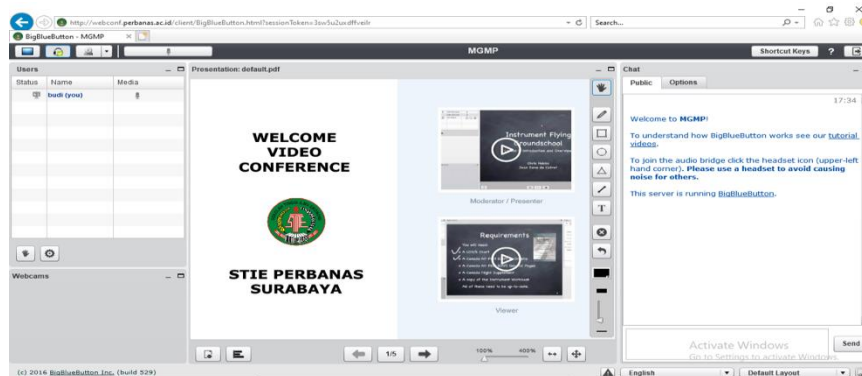 http://webconf.perbanas.ac.id/client/BigBlueButton.html?sessionToken=3sw5u2uxdffveilr
Search...
BigBlueButton - MGMP
MGMP
Shortcut Keys
?
Users
Status Name Media
budi (you)
Webcams
Presentation: default.pdf
WELCOME
VIDEO
CONFERENCE
STIE PERBANAS
SURABAYA
Instrument Flying
Groundschool
Moderator / Presenter
Requirements
Viewer
T
1/5
100% 400%
Chat
Public Options
17:34
Welcome to MGMP!
To understand how BigBlueButton works see our tutorial
videos.
To join the audio bridge click the headset icon (upper-left
hand corner). Please use a headset to avoid causing
noise for others.
This server is running BigBlueButton.
Activate Windows
Go to Settings to activate Windows.
Send
(c) 2016 BigBlueButton Inc. (build 529)
English
Default Layout